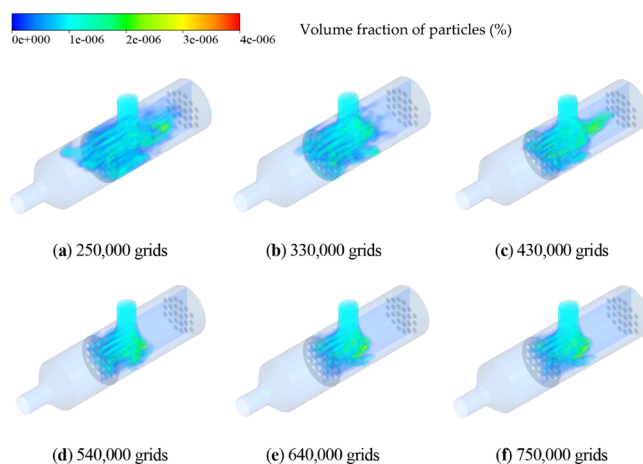 0e+000 1e-006 2e-006 3e-006 4e-006
Volume fraction of particles (%)
(a) 250,000 grids
(b) 330,000 grids
(c) 430,000 grids
(d) 540,000 grids
(e) 640,000 grids
(f) 750,000 grids